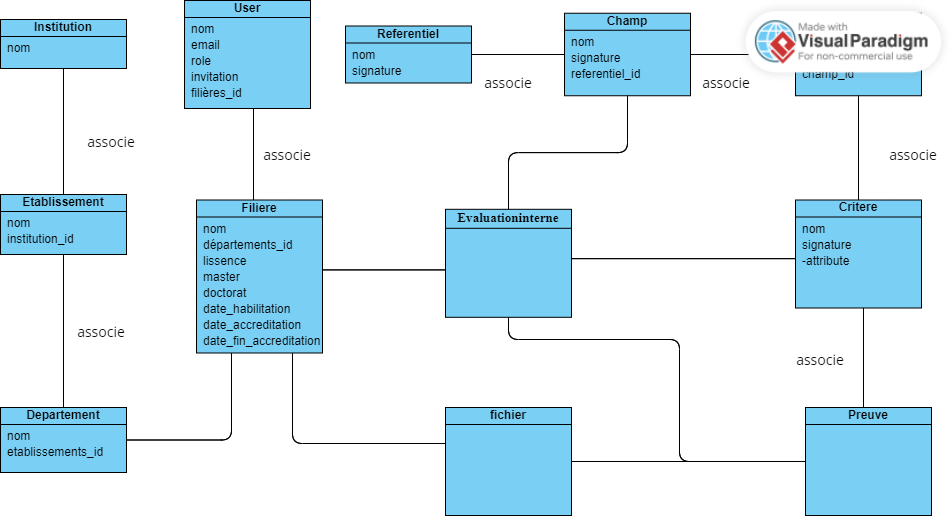 Institution
nom
User
nom
email
role
invitation
filières_id
Referentiel
nom
signature
associe
Champ
nom
signature
referentiel_id
associe
Made with
VisualParadigm
For non-commercial use
champ_id
associe
associe
associe
Etablissement
nom
institution_id
Filiere
nom
départements_id
lissence
master
doctorat
date_habilitation
date_accreditation
date_fin_accreditation
Evaluationinterne
Critere
nom
signature
-attribute
associe
associe
Departement
nom
etablissements_id
fichier
Preuve